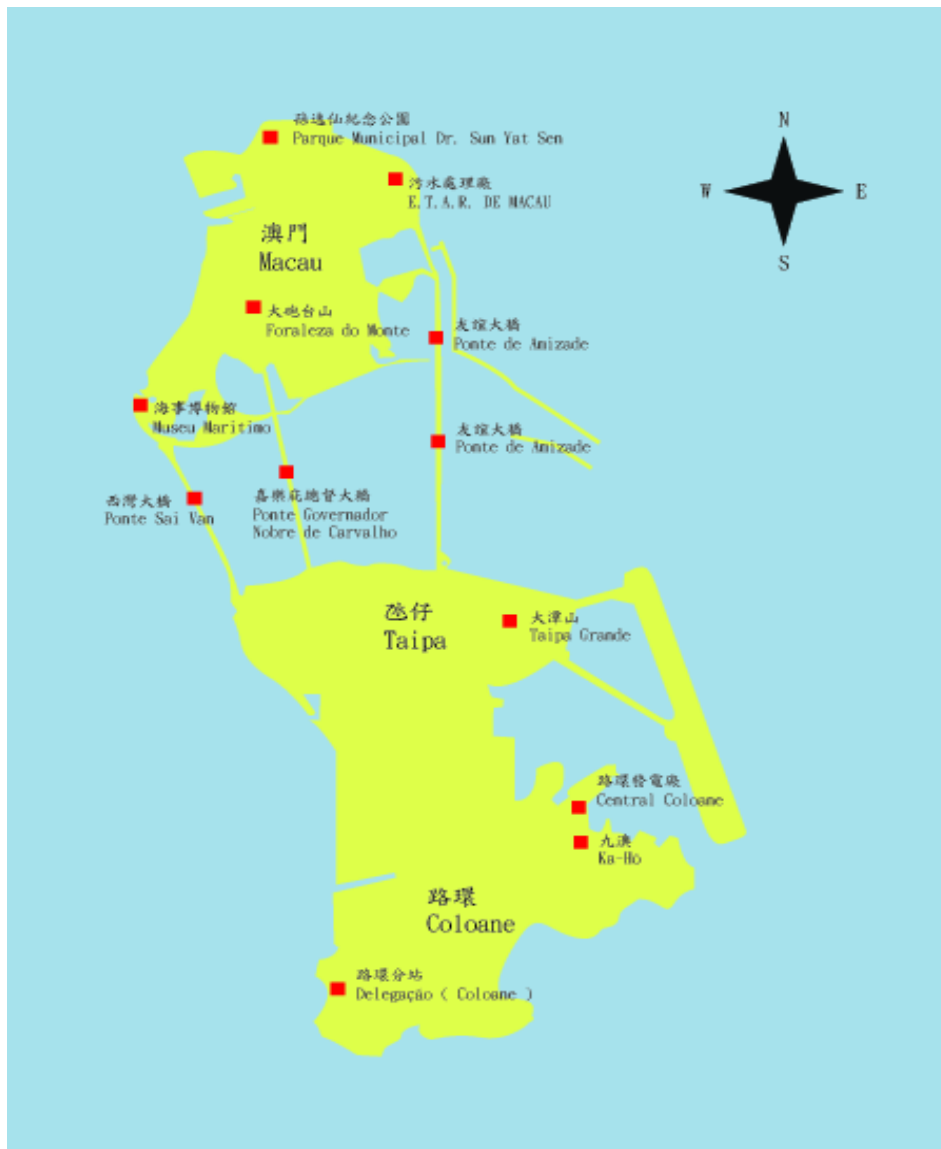 孫逸仙紀念公園
Parque Municipal Dr. Sun Yat Sen
N
污水處理廠
E.T.A.R. DE MACAU
W
E
澳門
Macau
S
大炮台山
Foraleza do Monte
友誼大橋
Ponte de Amizade
海事博物館
Museu Maritimo
友誼大橋
Ponte de Amizade
西灣大橋
Ponte Sai Van
嘉樂庇總督大橋
Ponte Governador
Nobre de Carvalho
氹仔
Taipa
大潭山
Taipa Grande
路環發電廠
Central Coloame
九澳
Ka-Ho
路環
Coloane
路環分站
Delegação ( Coloane )